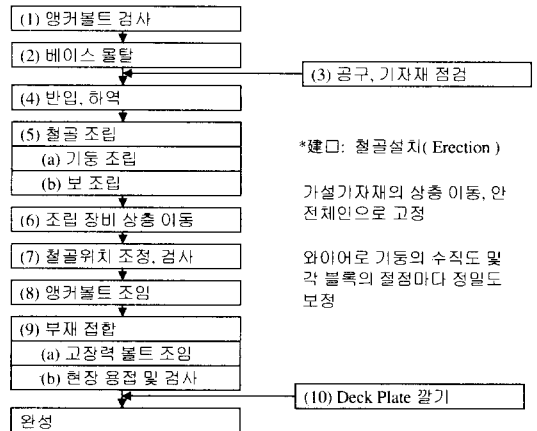 (1) 앵커볼트 검사
(2) 베이스 몰탈
(3) 공구, 기자재 점검
(4) 반입, 하역
(5) 철골 조립
(a) 기둥 조립
(b) 보 조립
*建口: 철골설치( Erection )
가설기자재의 상층 이동, 안
전체인으로 고정
(6) 조립 장비 상층 이동
(7) 철골위치 조정, 검사
와이어로 기둥의 수직도 및
각 블록의 절점마다 정밀도
보정
(8) 앵커볼트 조임
(9) 부재 접합
(a) 고장력 볼트 조임
(b) 현장 용접 및 검사
(10) Deck Plate 깔기
완성